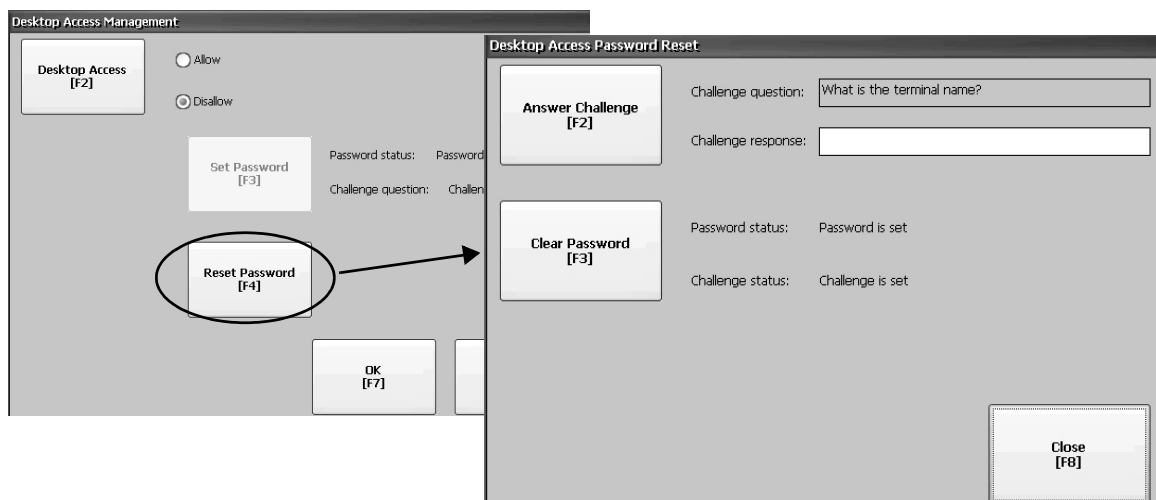 Desktop Access Management
Desktop Access
[F2]
Allow
Disallow
Set Password
[F3]
Password status: Password
Challenge question: Challen
Reset Password
[F4]
OK
[F7]
Desktop Access Password Reset
Answer Challenge
[F2]
Challenge question: What is the terminal name?
Challenge response:
Clear Password
[F3]
Password status: Password is set
Challenge status: Challenge is set
Close
[F8]